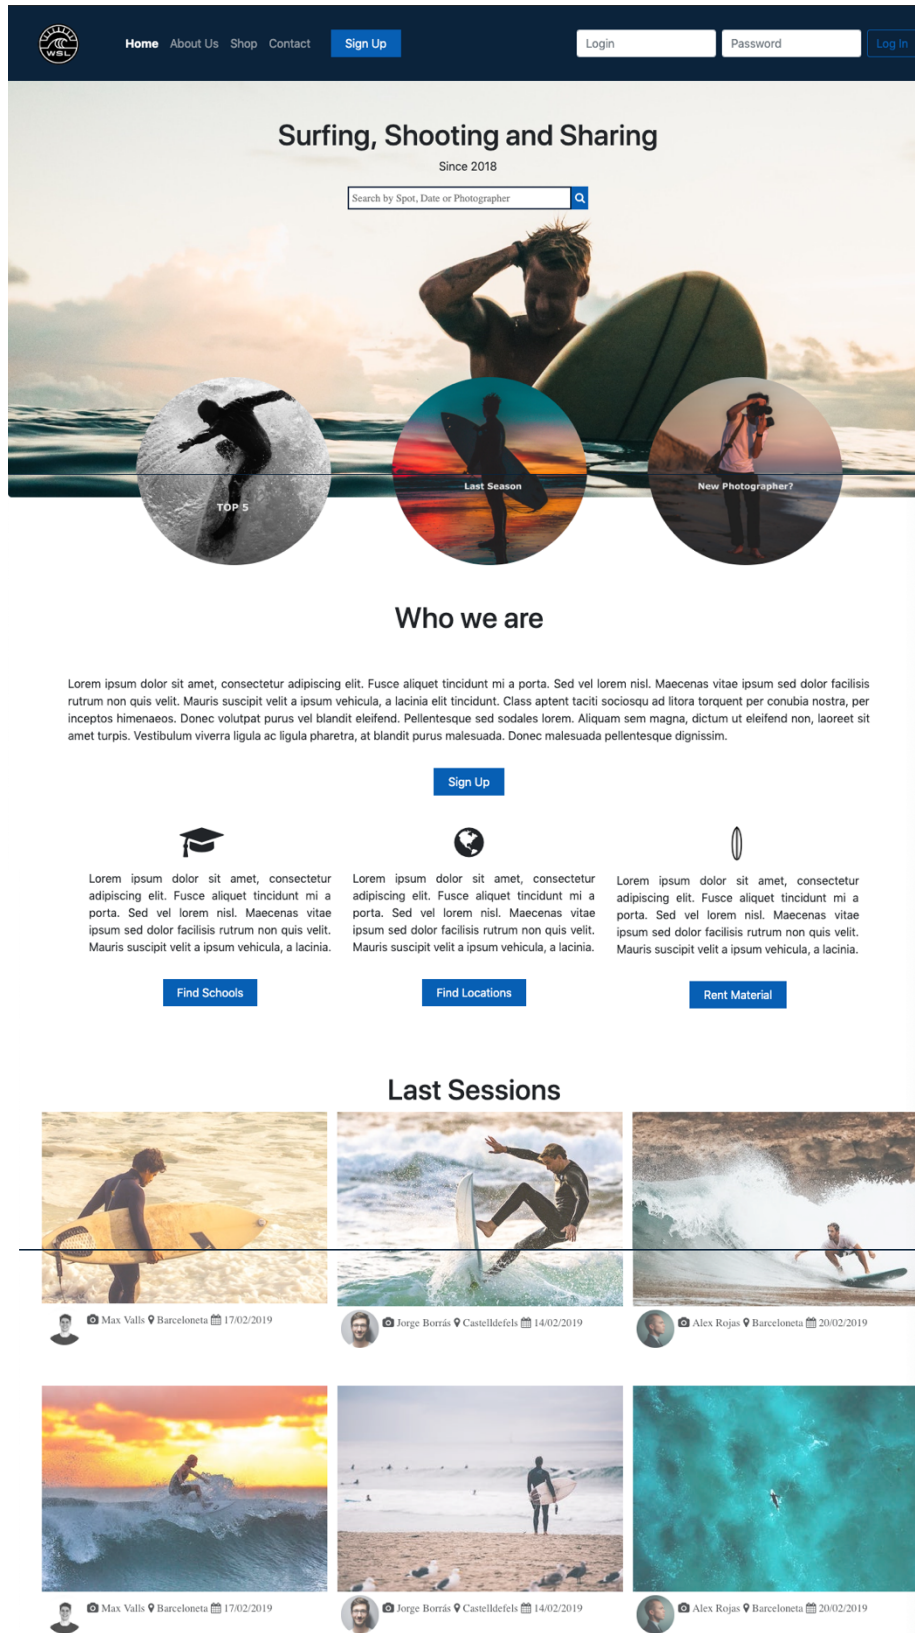 WSL
Home About Us Shop Contact Sign Up Login Password Log In
Surfing, Shooting and Sharing
Since 2018
Search by Spot, Date or Photographer
TOP 5
Last Season
New Photographer?
Who we are
Lorem ipsum dolor sit amet, consectetur adipiscing elit. Fusce aliquet tincidunt mi a porta. Sed vel lorem nisl. Maecenas vitae ipsum sed dolor facilisis
rutrum non quis velit. Mauris suscipit velit a ipsum vehicula, a lacinia elit tincidunt. Class aptent taciti sociosqu ad litora torquent per conubia nostra, per
inceptos himenaeos. Donec volutpat purus vel blandit eleifend. Pellentesque sed sodales lorem. Aliquam sem magna, dictum ut eleifend non, laoreet sit
amet turpis. Vestibulum viverra ligula ac ligula pharetra, at blandit purus malesuada. Donec malesuada pellentesque dignissim.
Sign Up
Lorem ipsum dolor sit amet, consectetur
adipiscing elit. Fusce aliquet tincidunt mi a
porta. Sed vel lorem nisl. Maecenas vitae
ipsum sed dolor facilisis rutrum non quis velit.
Mauris suscipit velit a ipsum vehicula, a lacinia.
Find Schools
Lorem ipsum dolor sit amet, consectetur
adipiscing elit. Fusce aliquet tincidunt mi a
porta. Sed vel lorem nisl. Maecenas vitae
ipsum sed dolor facilisis rutrum non quis velit.
Mauris suscipit velit a ipsum vehicula, a lacinia.
Find Locations
Lorem ipsum dolor sit amet, consectetur
adipiscing elit. Fusce aliquet tincidunt mi a
porta. Sed vel lorem nisl. Maecenas vitae
ipsum sed dolor facilisis rutrum non quis velit.
Mauris suscipit velit a ipsum vehicula, a lacinia.
Rent Material
Last Sessions
Max Valls Barceloneta 17/02/2019
Jorge Borrás Castelldefels 14/02/2019
Alex Rojas Barceloneta 20/02/2019
Max Valls Barceloneta 17/02/2019
Jorge Borrás Castelldefels 14/02/2019
Alex Rojas Barceloneta 20/02/2019